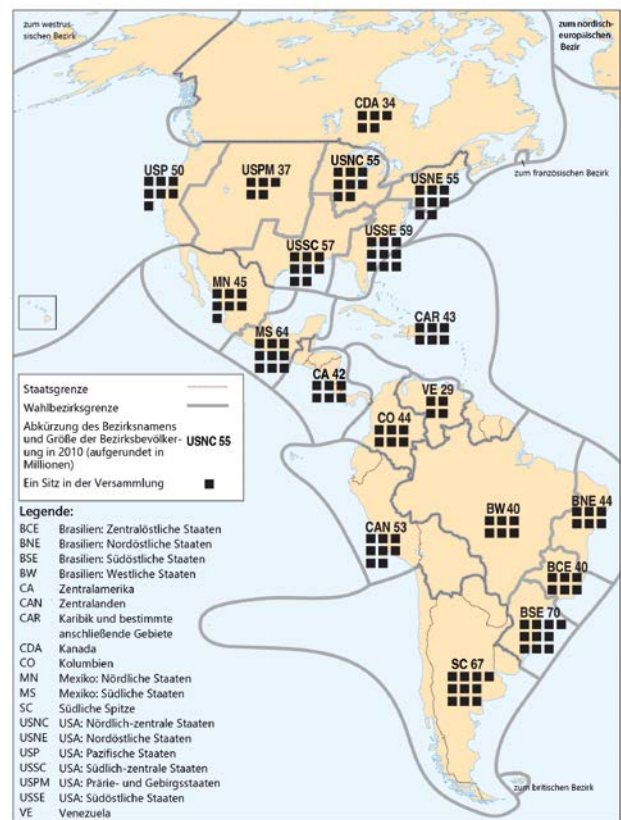 zum westrus-
sischen Bezirk
zum nördisch-
europäischen
Bezir
CDA 34
USP 50
USPM 37
USNC 55
USNE 55
zum französischen Bezirk
USSC 57
USSE 59
MN 45
MS 64
CAR 43
CA 42
VE 29
CO 44
BW 40
BNE 44
CAN 53
BCE 40
BSE 70
SC 67
zum britischen Bezirk
Staatsgrenze
Wahlbezirksgrenze
Abkürzung des Bezirksnamens
und Größe der Bezirksbevölker-
ung in 2010 (aufgerundet in
Millionen)
USNC 55
Ein Sitz in der Versammlung
Legende:
BCE Brasilien: Zentralöstliche Staaten
BNE Brasilien: Nordöstliche Staaten
BSE Brasilien: Südöstliche Staaten
BW Brasilien: Westliche Staaten
CA Zentralamerika
CAN Zentralanden
CAR Karibik und bestimmte
anschließende Gebiete
CDA Kanada
CO Kolumbien
MN Mexiko: Nördliche Staaten
MS Mexiko: Südliche Staaten
SC Südliche Spitze
USNC USA: Nördlich-zentrale Staaten
USNE USA: Nordöstliche Staaten
USP USA: Pazifische Staaten
USSC USA: Südlich-zentrale Staaten
USPM USA: Prärie- und Gebirgsstaaten
USSE USA: Südöstliche Staaten
VE Venezuela